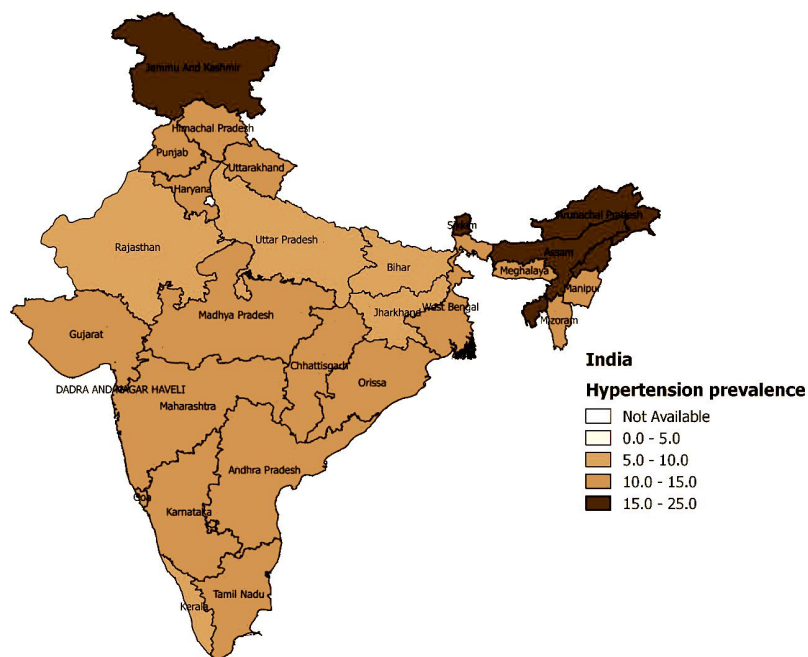 Jammu And Kashmir
Himachal Pradesh
Punjab
Uttarakhand
Haryana
Arunachal Pradesh
Sikkim
Rajasthan
Uttar Pradesh
Assam
Bihar
Meghalaya
Manipur
Jharkhand
West Bengal
Madhya Pradesh
Mizoram
Gujarat
Chhattisgarh
Orissa
DADRA AND NAGAR HAVELI
Maharashtra
Andhra Pradesh
Goa
Karnataka
Tamil Nadu
Kerala
India
Hypertension prevalence
Not Available
0.0 - 5.0
5.0 - 10.0
10.0 - 15.0
15.0 - 25.0